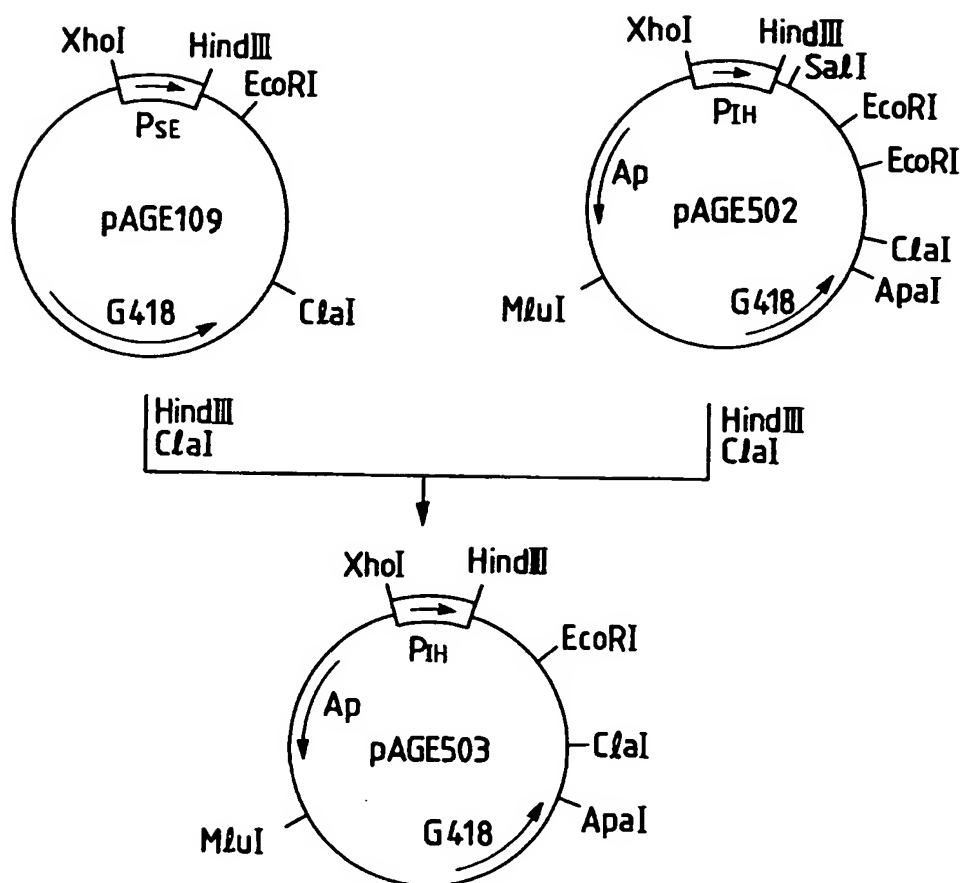 XhoI
HindIII
EcoRI
PSE
pAGE109
G418
ClaI
XhoI
HindIII
SalI
EcoRI
EcoRI
PIH
Ap
pAGE502
ClaI
ApaI
G418
MluI
HindIII
ClaI
HindIII
ClaI
XhoI
HindIII
EcoRI
PIH
Ap
pAGE503
ClaI
ApaI
G418
MluI